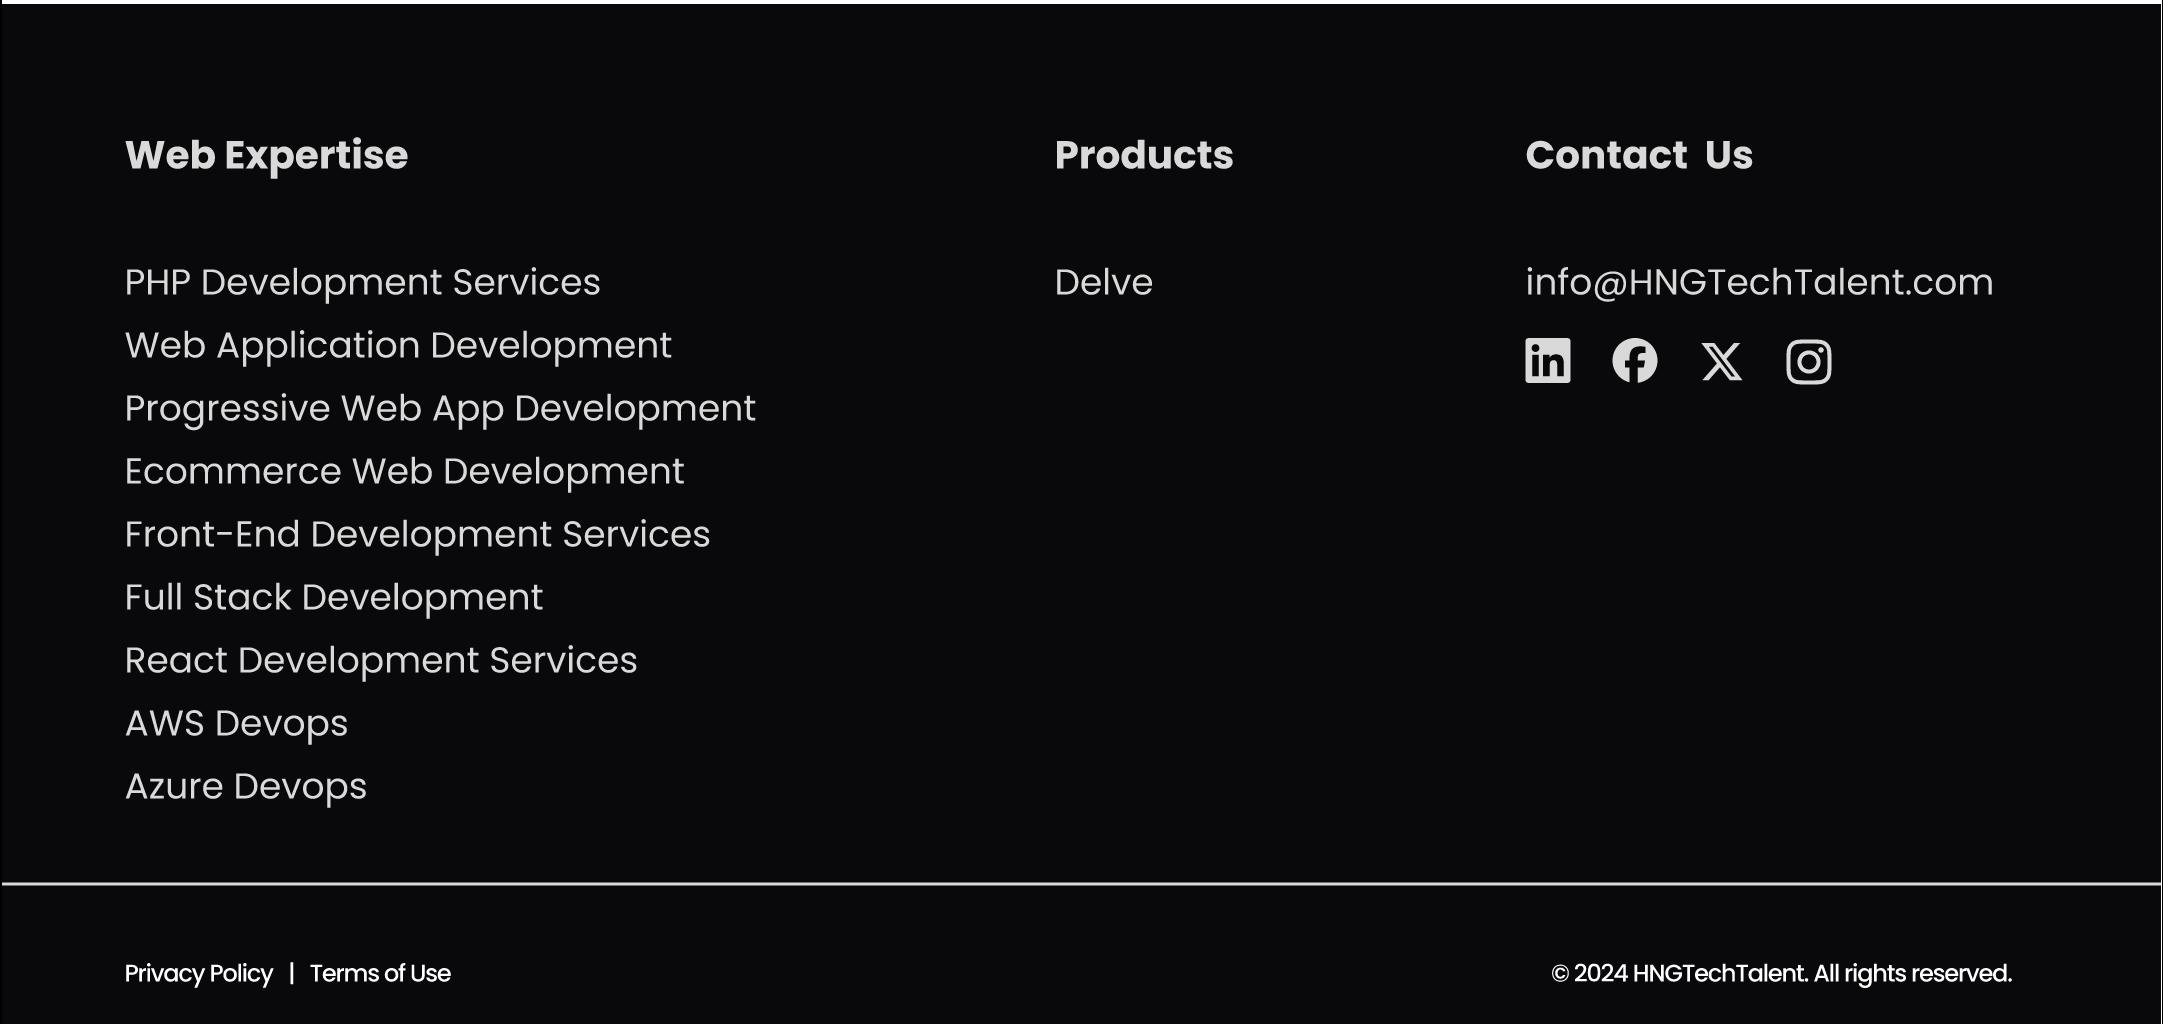 Web Expertise
PHP Development Services
Web Application Development
Progressive Web App Development
Ecommerce Web Development
Front-End Development Services
Full Stack Development
React Development Services
AWS Devops
Azure Devops
Products
Delve
Contact Us
info@HNGTechTalent.com
Privacy Policy | Terms of Use
© 2024 HNGTechTalent. All rights reserved.